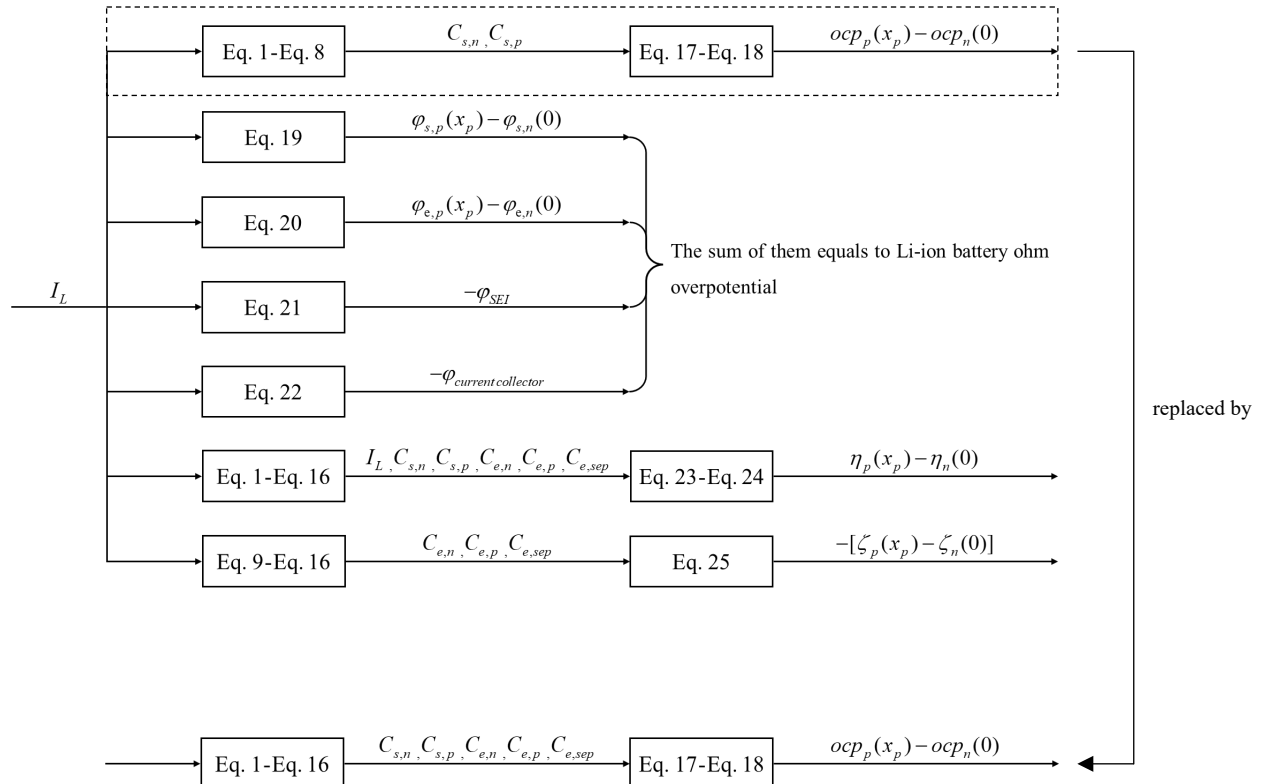 Eq. 1-Eq. 8
C_{s,n} ,C_{s,p}
Eq. 17-Eq. 18
ocp_p(x_p)−ocp_n(0)
Eq. 19
φ_{s,p}(x_p)−φ_{s,n}(0)
Eq. 20
φ_{e,p}(x_p)−φ_{e,n}(0)
The sum of them equals to Li-ion battery ohm
overpotential
I_L
Eq. 21
−φ_{SEI}
Eq. 22
−φ_{current collector}
replaced by
Eq. 1-Eq. 16
I_L ,C_{s,n} ,C_{s,p} ,C_{e,n} ,C_{e,p} ,C_{e,sep}
Eq. 23-Eq. 24
η_p(x_p)−η_n(0)
Eq. 9-Eq. 16
C_{e,n} ,C_{e,p} ,C_{e,sep}
Eq. 25
−[ζ_p(x_p)−ζ_n(0)]
Eq. 1-Eq. 16
C_{s,n} ,C_{s,p} ,C_{e,n} ,C_{e,p} ,C_{e,sep}
Eq. 17-Eq. 18
ocp_p(x_p)−ocp_n(0)